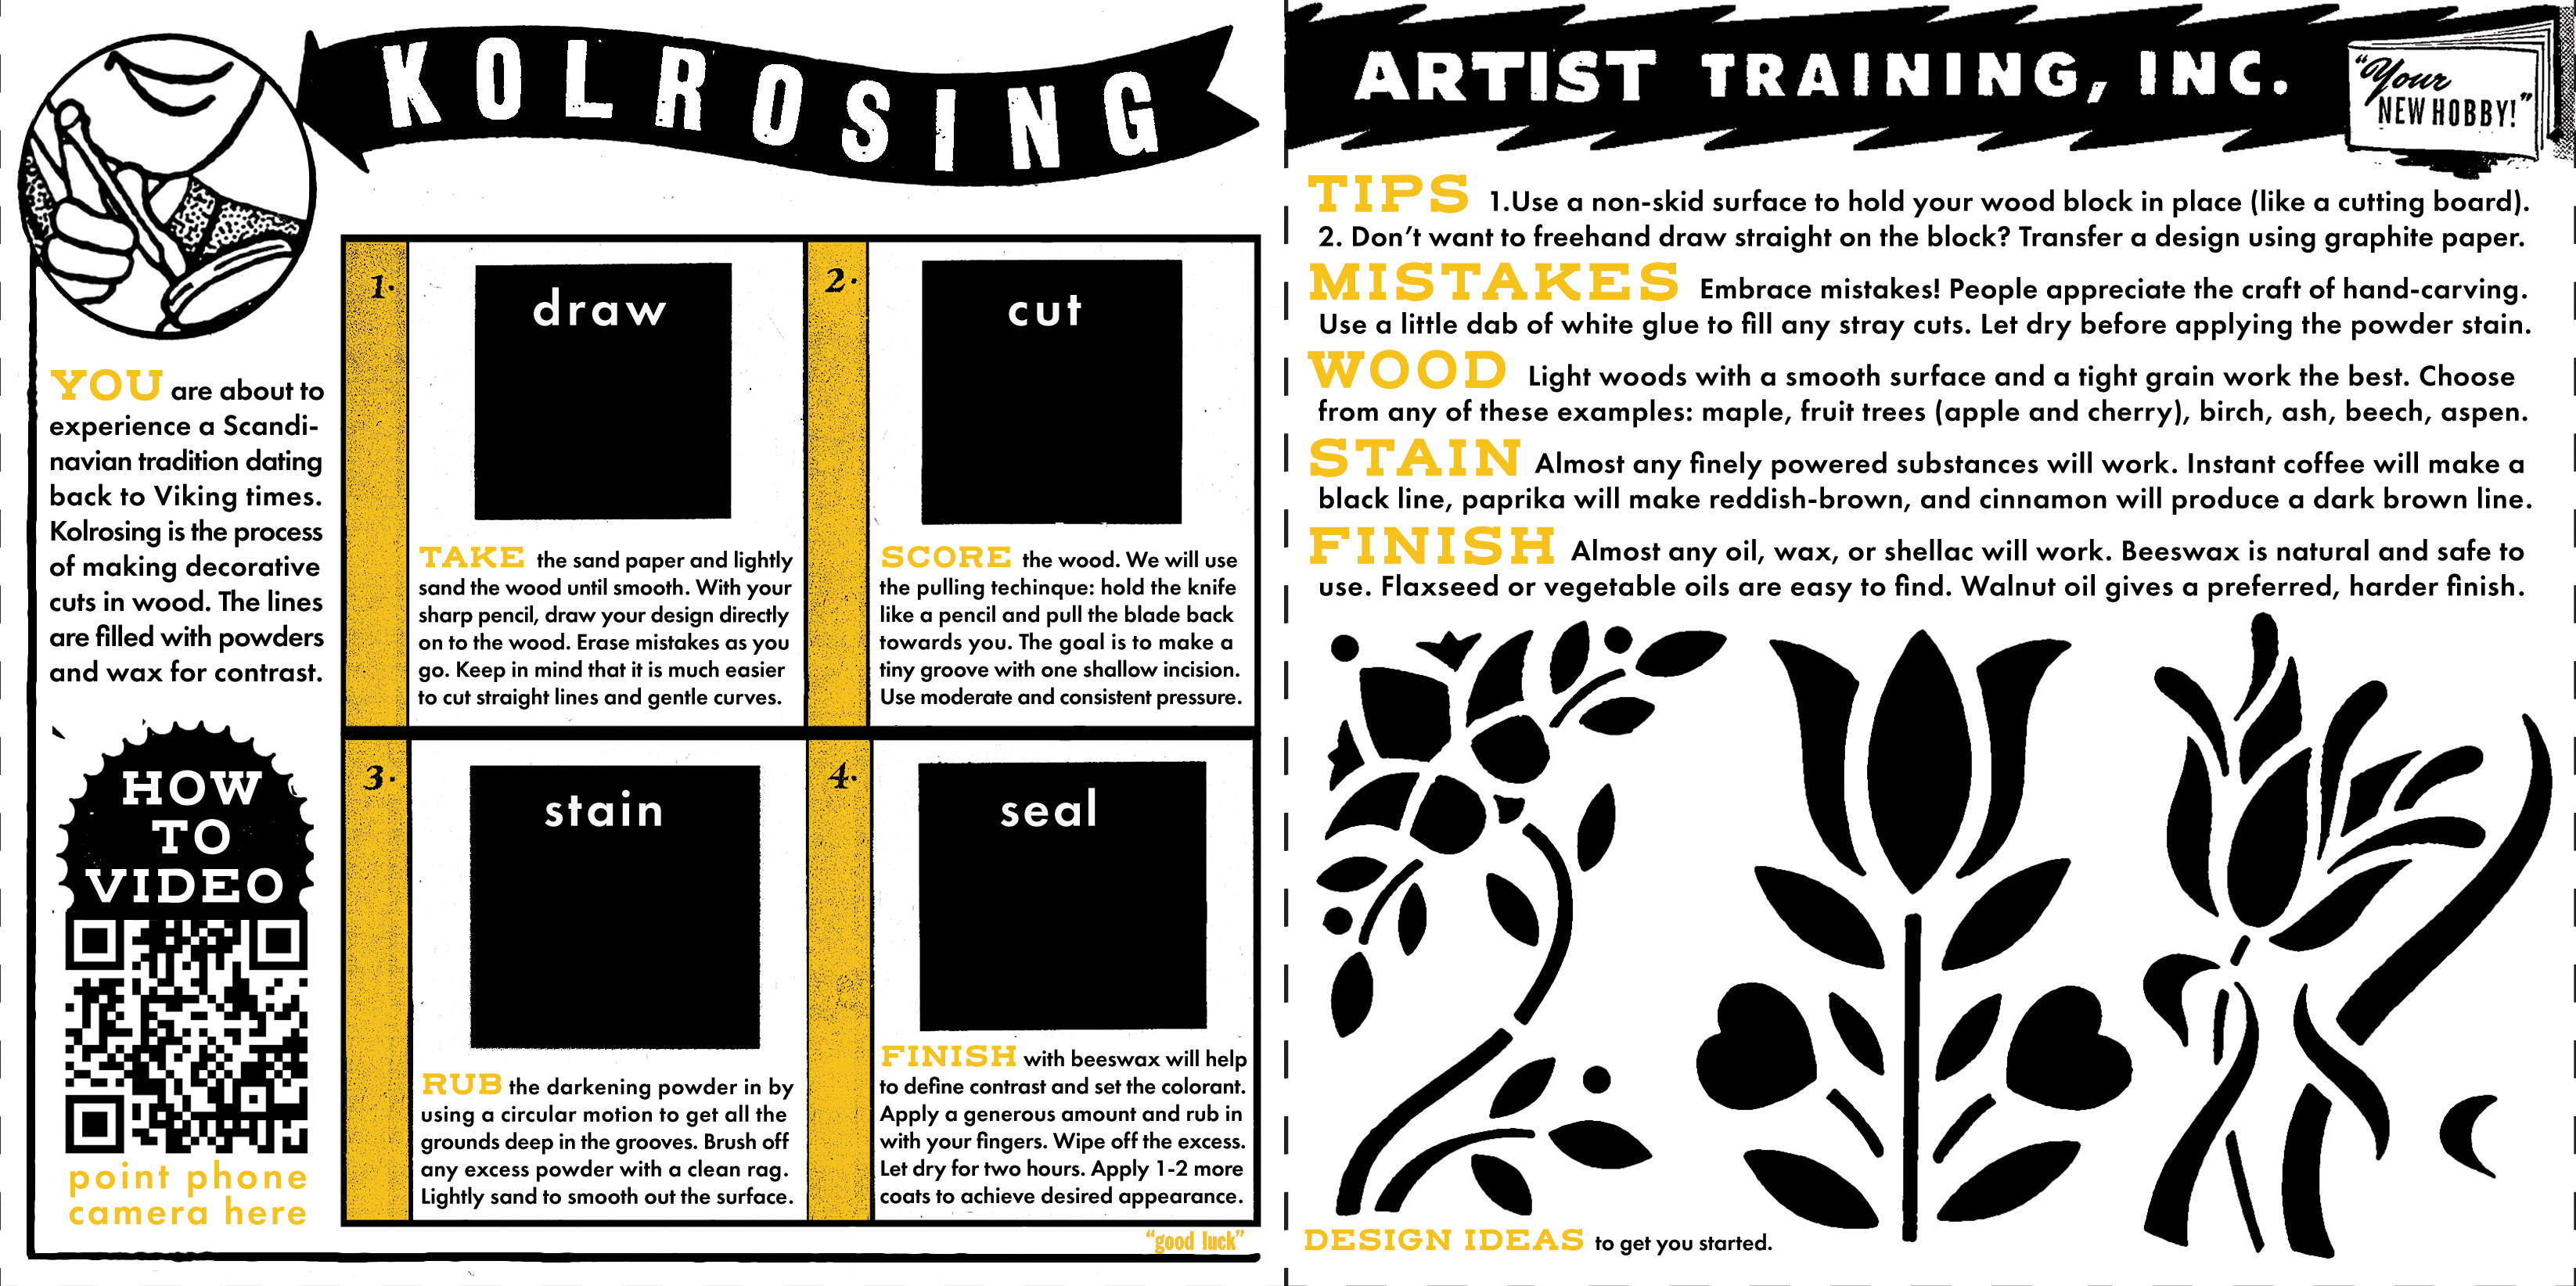 KOLROSING
YOU are about to
experience a Scandi-
navian tradition dating
back to Viking times.
Kolrosing is the process
of making decorative
cuts in wood. The lines
are filled with powders
and wax for contrast.
HOW
TO
VIDEO
point phone
camera here
1.
draw
TAKE the sand paper and lightly
sand the wood until smooth. With your
sharp pencil, draw your design directly
on to the wood. Erase mistakes as you
go. Keep in mind that it is much easier
to cut straight lines and gentle curves.
2.
cut
SCORE the wood. We will use
the pulling techinque: hold the knife
like a pencil and pull the blade back
towards you. The goal is to make a
tiny groove with one shallow incision.
Use moderate and consistent pressure.
3.
stain
RUB the darkening powder in by
using a circular motion to get all the
grounds deep in the grooves. Brush off
any excess powder with a clean rag.
Lightly sand to smooth out the surface.
4.
seal
FINISH with beeswax will help
to define contrast and set the colorant.
Apply a generous amount and rub in
with your fingers. Wipe off the excess.
Let dry for two hours. Apply 1-2 more
coats to achieve desired appearance.
"good luck"
ARTIST TRAINING, INC.
"Your
NEW HOBBY!"
TIPS 1.Use a non-skid surface to hold your wood block in place (like a cutting board).
2. Don't want to freehand draw straight on the block? Transfer a design using graphite paper.
MISTAKES Embrace mistakes! People appreciate the craft of hand-carving.
Use a little dab of white glue to fill any stray cuts. Let dry before applying the powder stain.
WOOD Light woods with a smooth surface and a tight grain work the best. Choose
from any of these examples: maple, fruit trees (apple and cherry), birch, ash, beech, aspen.
STAIN Almost any finely powered substances will work. Instant coffee will make a
black line, paprika will make reddish-brown, and cinnamon will produce a dark brown line.
FINISH Almost any oil, wax, or shellac will work. Beeswax is natural and safe to
use. Flaxseed or vegetable oils are easy to find. Walnut oil gives a preferred, harder finish.
DESIGN IDEAS to get you started.